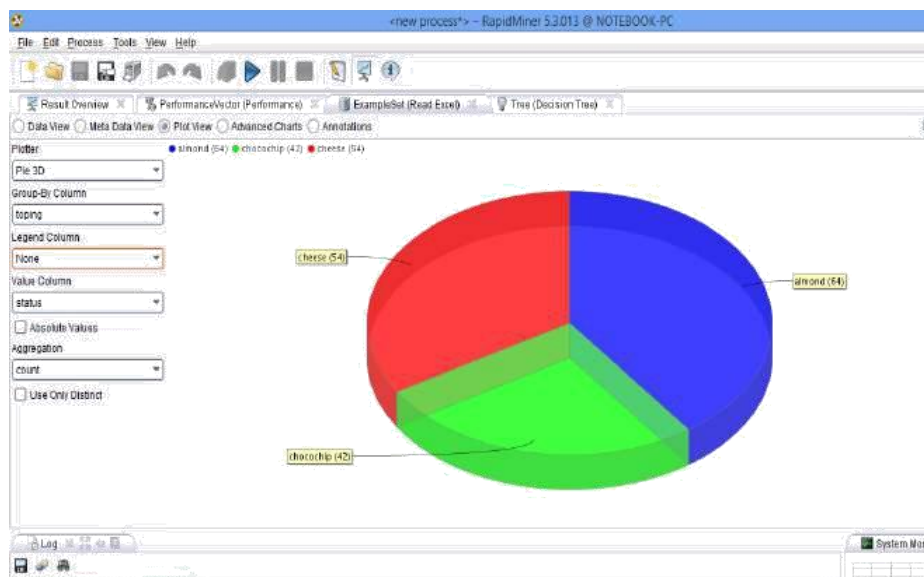 <new process*> – RapidMiner 5.3.013 @ NOTEBOOK-PC
File Edit Process Tools View Help
Result Overview PerformanceVector (Performance) ExampleSet (Read Excel) Tree (Decision Tree)
Data View Meta Data View Plot View Advanced Charts Annotations
Plotter
almond (64) chocochip (42) cheese (54)
Pie 3D
Group-By Column
toping
Legend Column
None
cheese (54)
Value Column
almond (64)
status
Absolute Values
Aggregation
count
Use Only Distinct
chocochip (42)
Log
System Mo